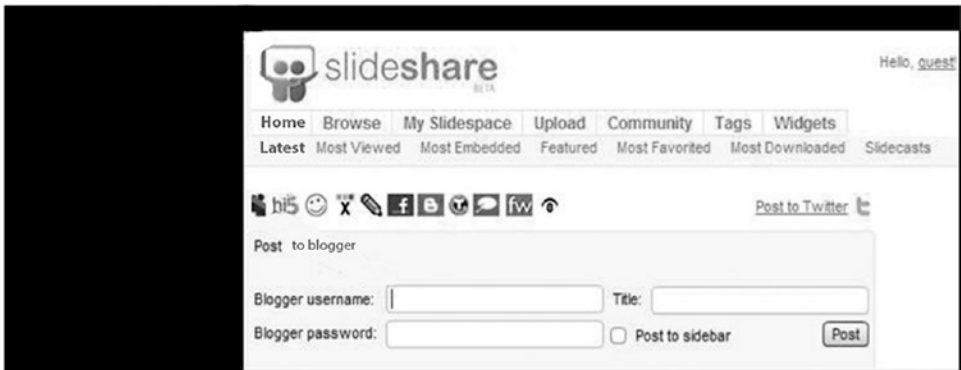 slideshare
BETA
Hello, guest!
Home Browse My Slidespace Upload Community Tags Widgets
Latest Most Viewed Most Embedded Featured Most Favorited Most Downloaded Slidecasts
hi5 X f B fw Post to Twitter t
Post to blogger
Blogger username: Title:
Blogger password: Post to sidebar Post